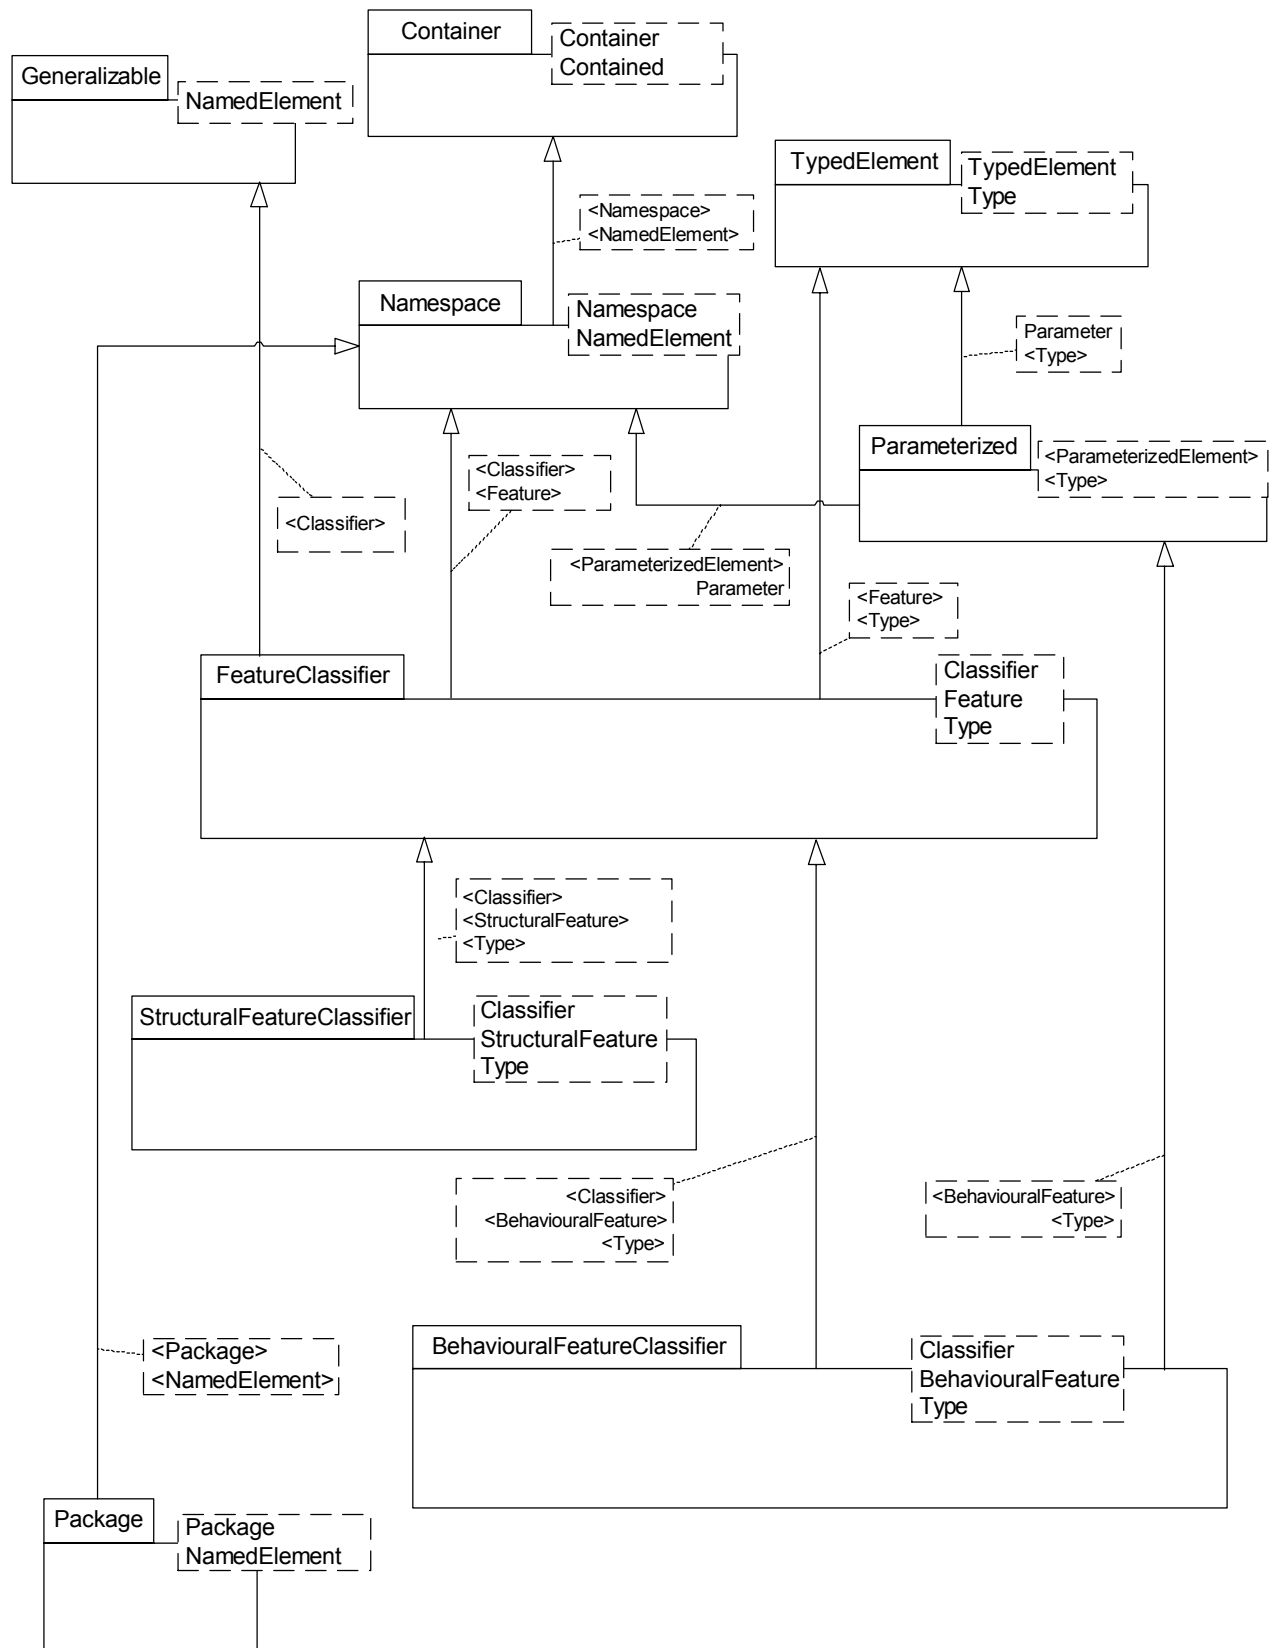 Container
Container
Contained
Generalizable
NamedElement
TypedElement
TypedElement
Type
<Namespace>
<NamedElement>
Namespace
Namespace
NamedElement
Parameter
<Type>
Parameterized
<ParameterizedElement>
<Type>
<Classifier>
<Feature>
<Classifier>
<ParameterizedElement>
Parameter
<Feature>
<Type>
FeatureClassifier
Classifier
Feature
Type
<Classifier>
<StructuralFeature>
<Type>
StructuralFeatureClassifier
Classifier
StructuralFeature
Type
<Classifier>
<BehaviouralFeature>
<Type>
<BehaviouralFeature>
<Type>
BehaviouralFeatureClassifier
Classifier
BehaviouralFeature
Type
<Package>
<NamedElement>
Package
Package
NamedElement